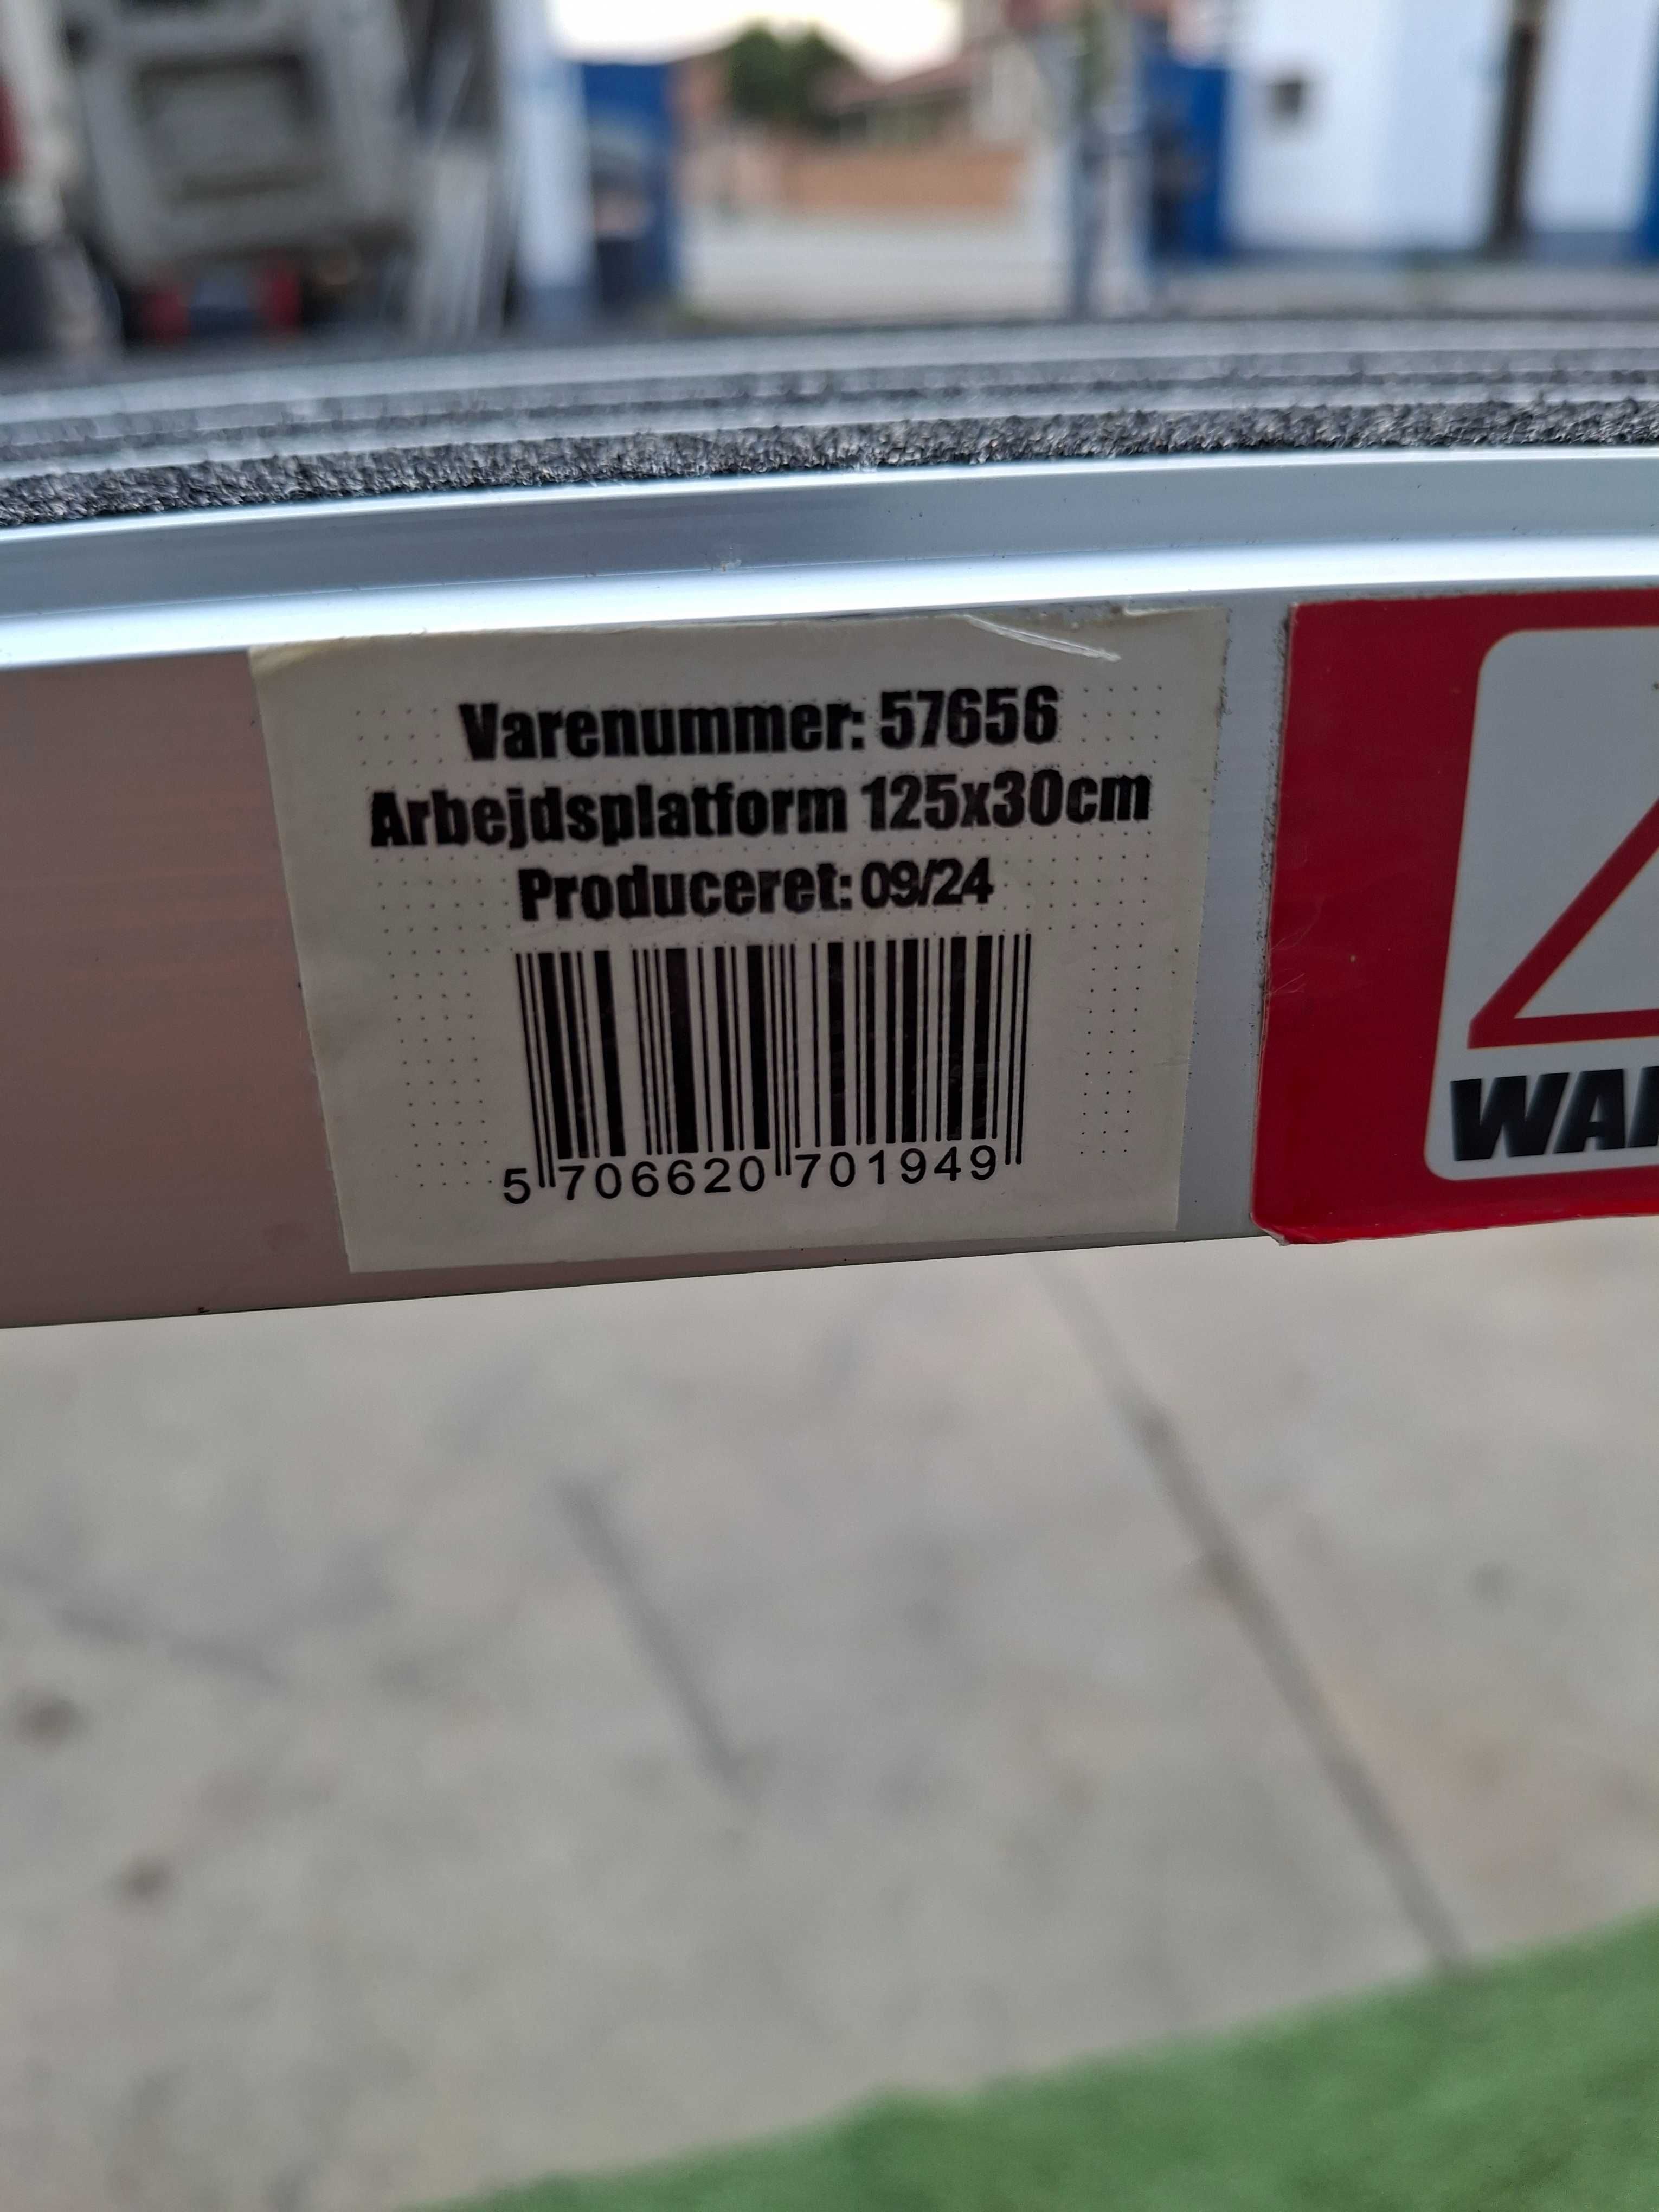 Varenummer: 57656
Arbejdsplatform 125x30cm
Produceret: 09/24
5 706620 701949